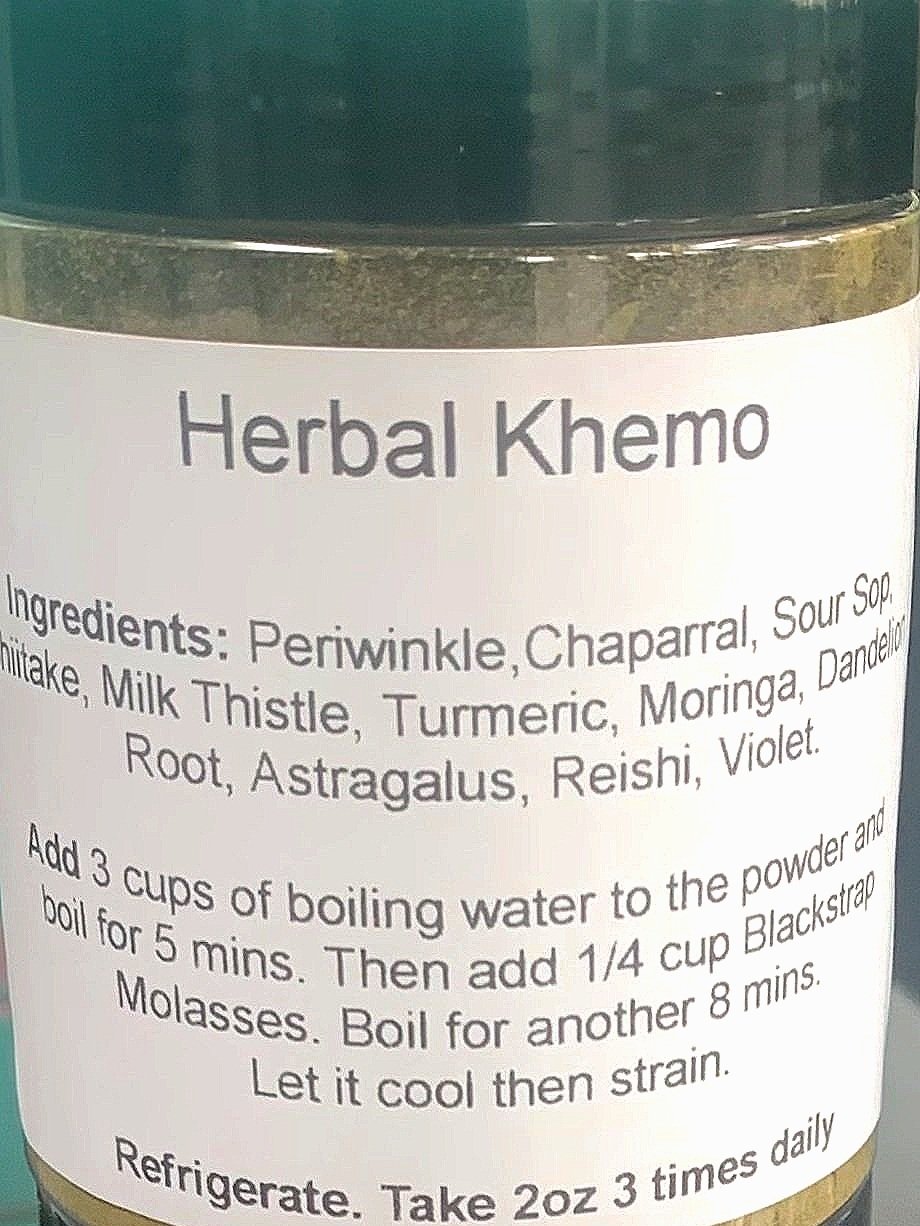 Herbal Khemo
Ingredients: Periwinkle,Chaparral, Sour Sop,
hiitake, Milk Thistle, Turmeric, Moringa, Dandelion
Root, Astragalus, Reishi, Violet.
Add 3 cups of boiling water to the powder and
boil for 5 mins. Then add 1/4 cup Blackstrap
Molasses. Boil for another 8 mins.
Let it cool then strain.
Refrigerate. Take 2oz 3 times daily